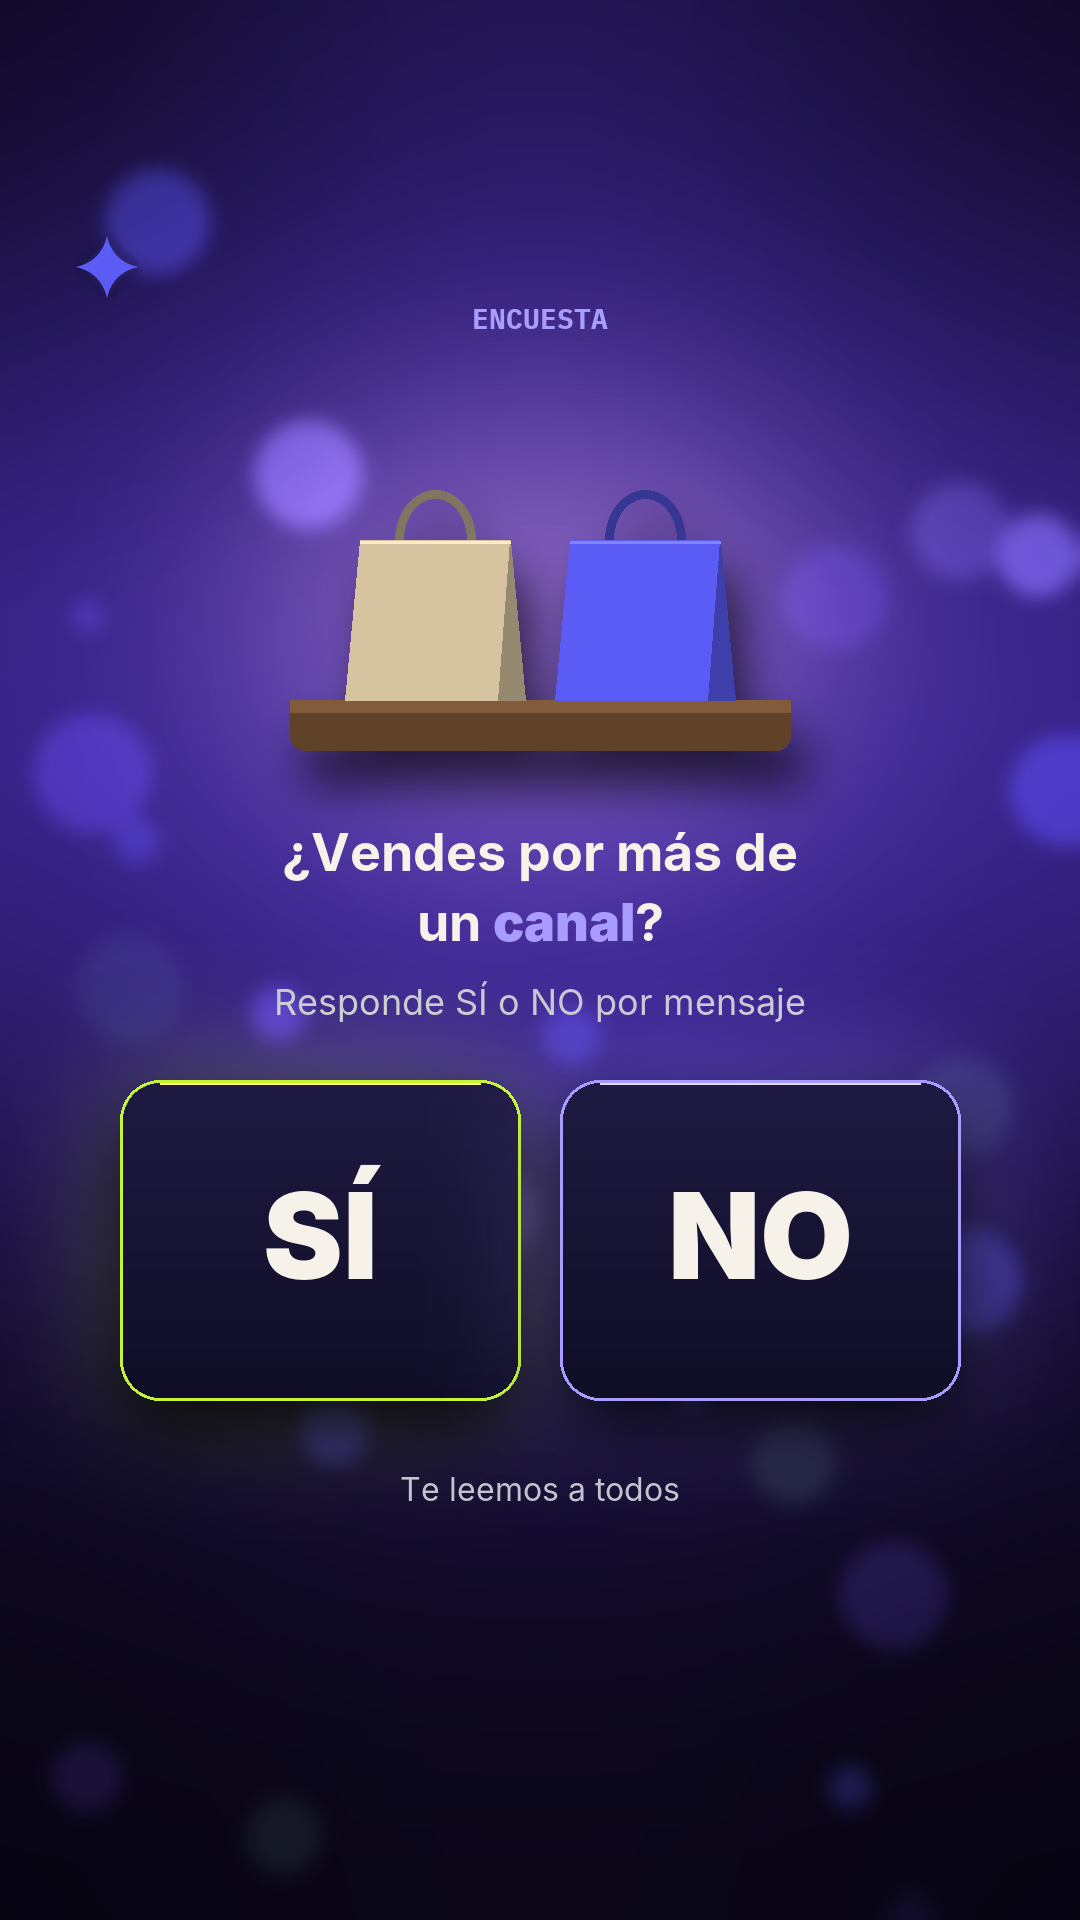 ENCUESTA
¿Vendes por más de
un canal?
Responde SÍ o NO por mensaje
SÍ
NO
Te leemos a todos